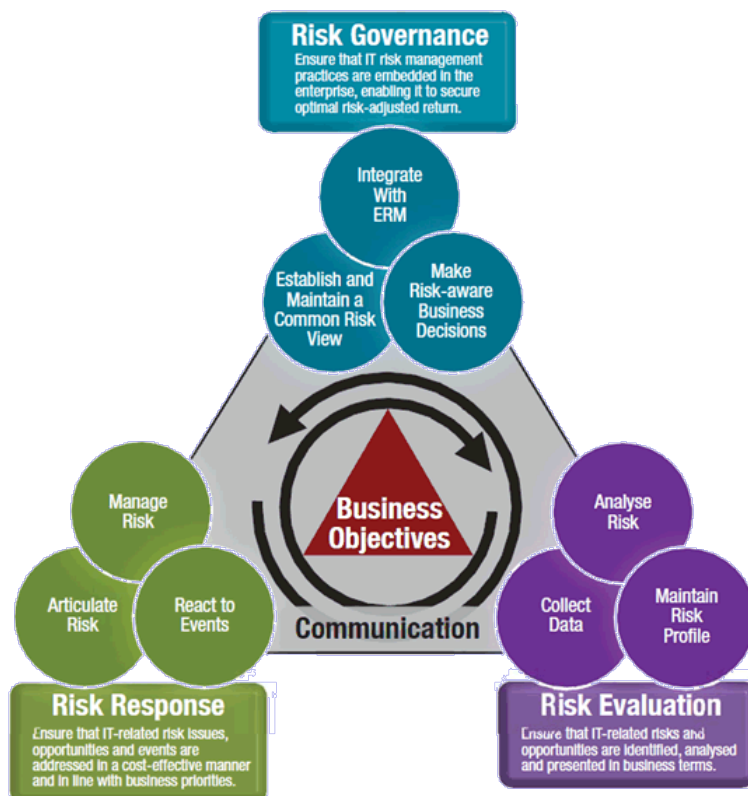 Risk Governance
Ensure that IT risk management
practices are embedded in the
enterprise, enabling it to secure
optimal risk-adjusted return.
Integrate
With
ERM
Establish and
Maintain a
Common Risk
View
Make
Risk-aware
Business
Decisions
Business
Objectives
Communication
Manage
Risk
Articulate
Risk
React to
Events
Risk Response
Ensure that IT-related risk issues,
opportunities and events are
addressed in a cost-effective manner
and in line with business priorities.
Analyse
Risk
Collect
Data
Maintain
Risk
Profile
Risk Evaluation
Ensure that IT-related risks and
opportunities are identified, analysed
and presented in business terms.